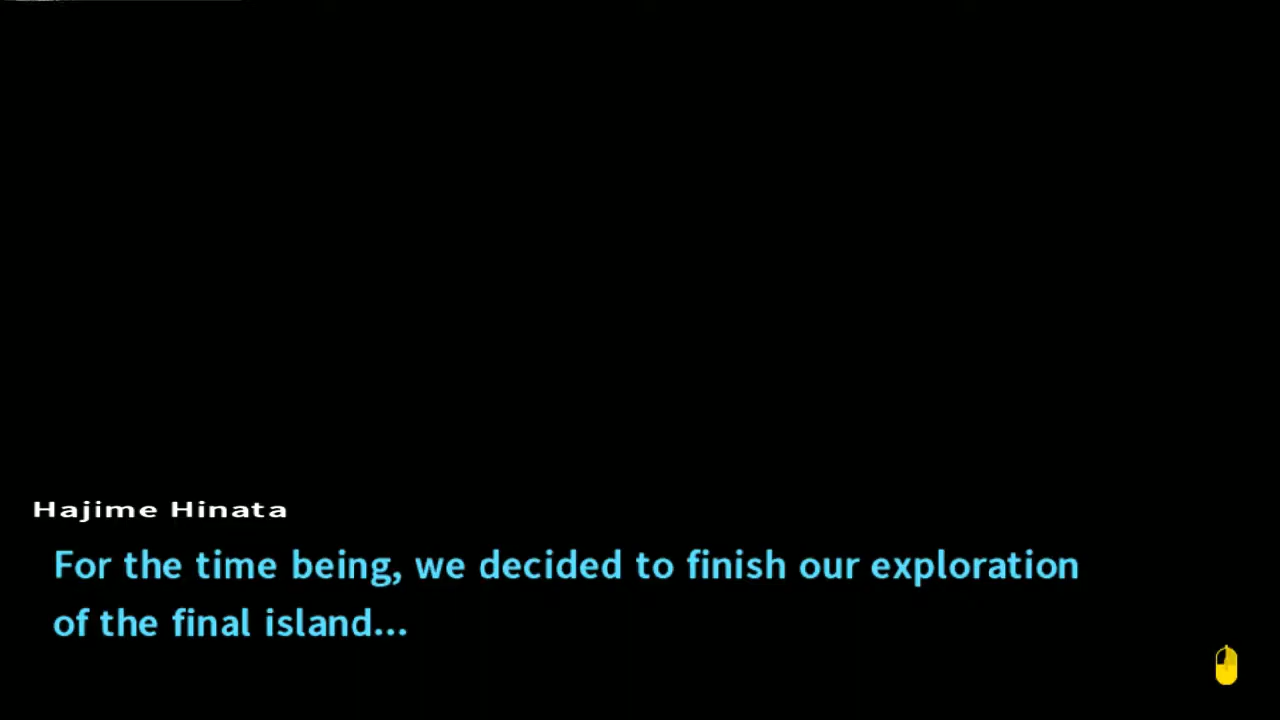 Hajime Hinata
For the time being, we decided to finish our exploration
of the final island...